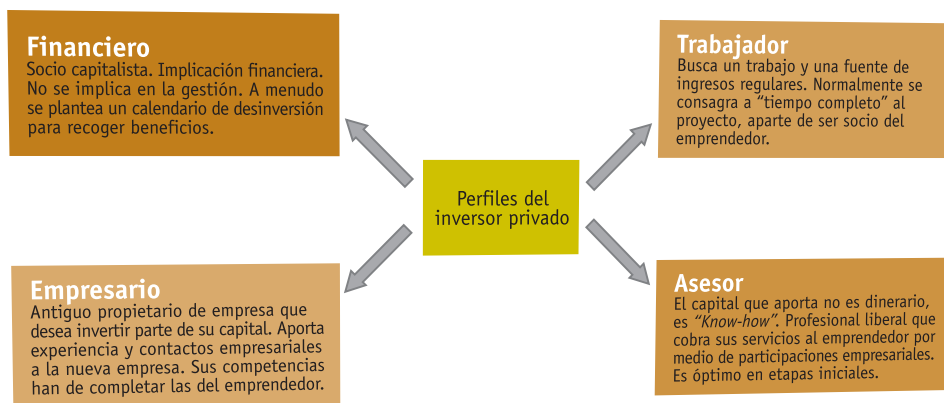 Financiero
Socio capitalista. Implicación financiera.
No se implica en la gestión. A menudo
se plantea un calendario de desinversión
para recoger beneficios.
Trabajador
Busca un trabajo y una fuente de
ingresos regulares. Normalmente se
consagra a “tiempo completo” al
proyecto, aparte de ser socio del
emprendedor.
Perfiles del
inversor privado
Empresario
Antiguo propietario de empresa que
desea invertir parte de su capital. Aporta
experiencia y contactos empresariales
a la nueva empresa. Sus competencias
han de completar las del emprendedor.
Asesor
El capital que aporta no es dinerario,
es “Know-how”. Profesional liberal que
cobra sus servicios al emprendedor por
medio de participaciones empresariales.
Es óptimo en etapas iniciales.